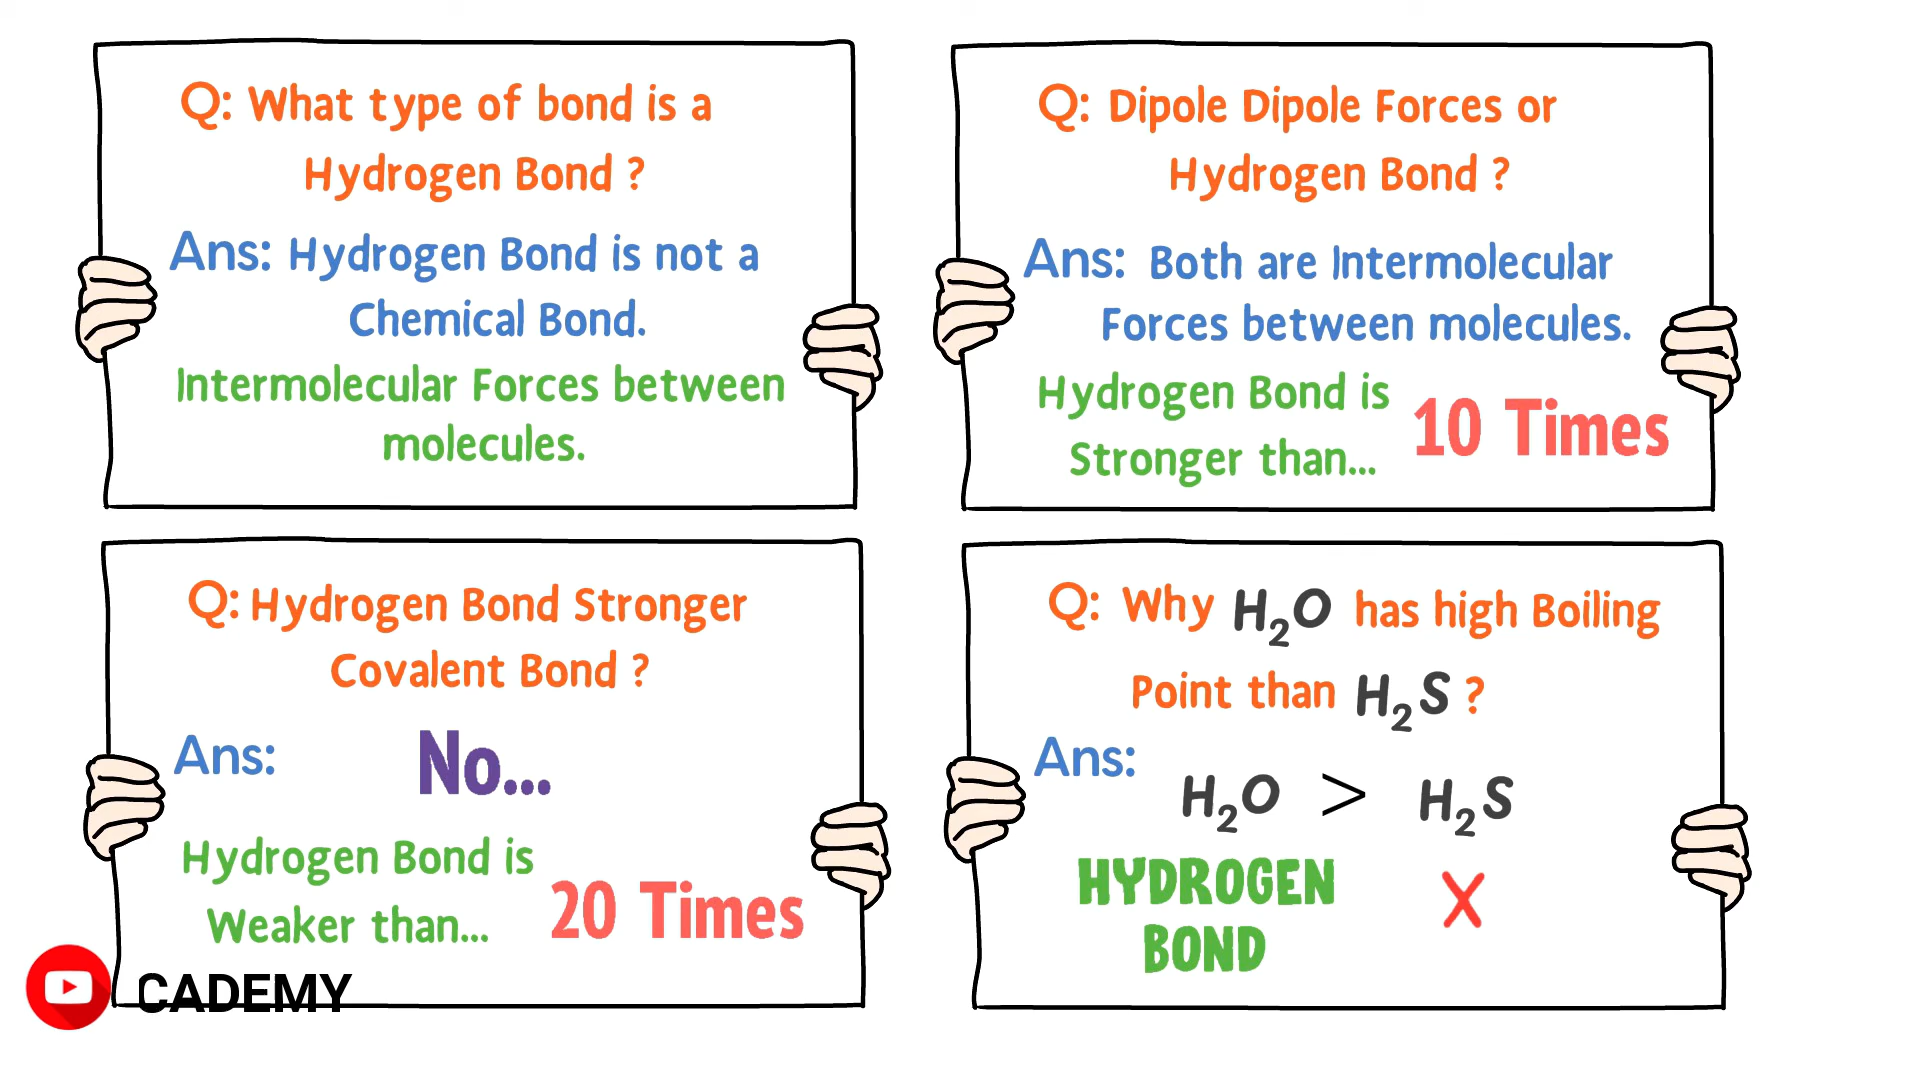 Q: What type of bond is a
Hydrogen Bond ?
Ans: Hydrogen Bond is not a
Chemical Bond.
Intermolecular Forces between
molecules.
Q: Dipole Dipole Forces or
Hydrogen Bond ?
Ans: Both are Intermolecular
Forces between molecules.
Hydrogen Bond is
Stronger than... 10 Times
Q: Hydrogen Bond Stronger
Covalent Bond ?
Ans: No...
Hydrogen Bond is
Weaker than... 20 Times
Q: Why H₂O has high Boiling
Point than H₂S ?
Ans:
H₂O > H₂S
HYDROGEN X
BOND
CADEMY